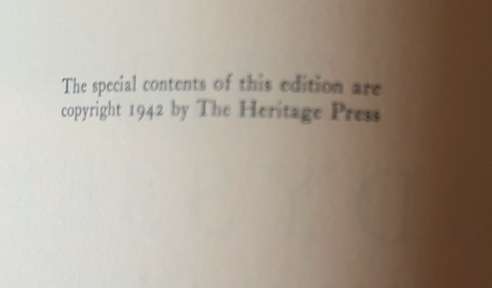 The special contents of this edition are
copyright 1942 by The Heritage Press